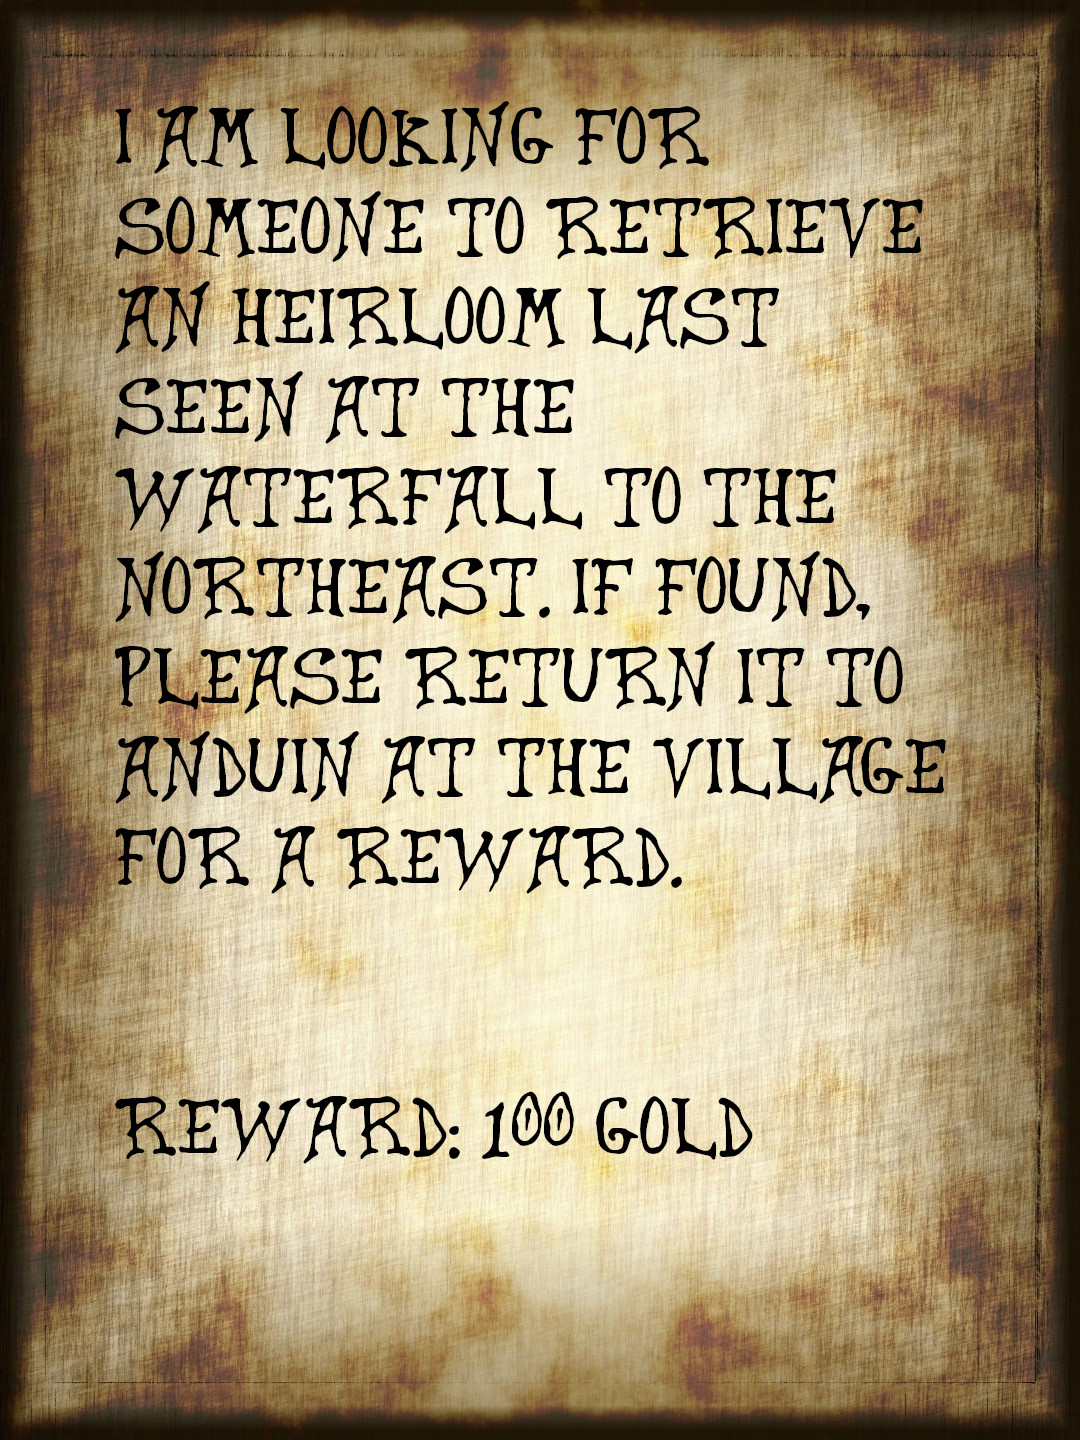 I AM LOOKING FOR
SOMEONE TO RETRIEVE
AN HEIRLOOM LAST
SEEN AT THE
WATERFALL TO THE
NORTHEAST. IF FOUND,
PLEASE RETURN IT TO
ANDUIN AT THE VILLAGE
FOR A REWARD.
REWARD: 100 GOLD